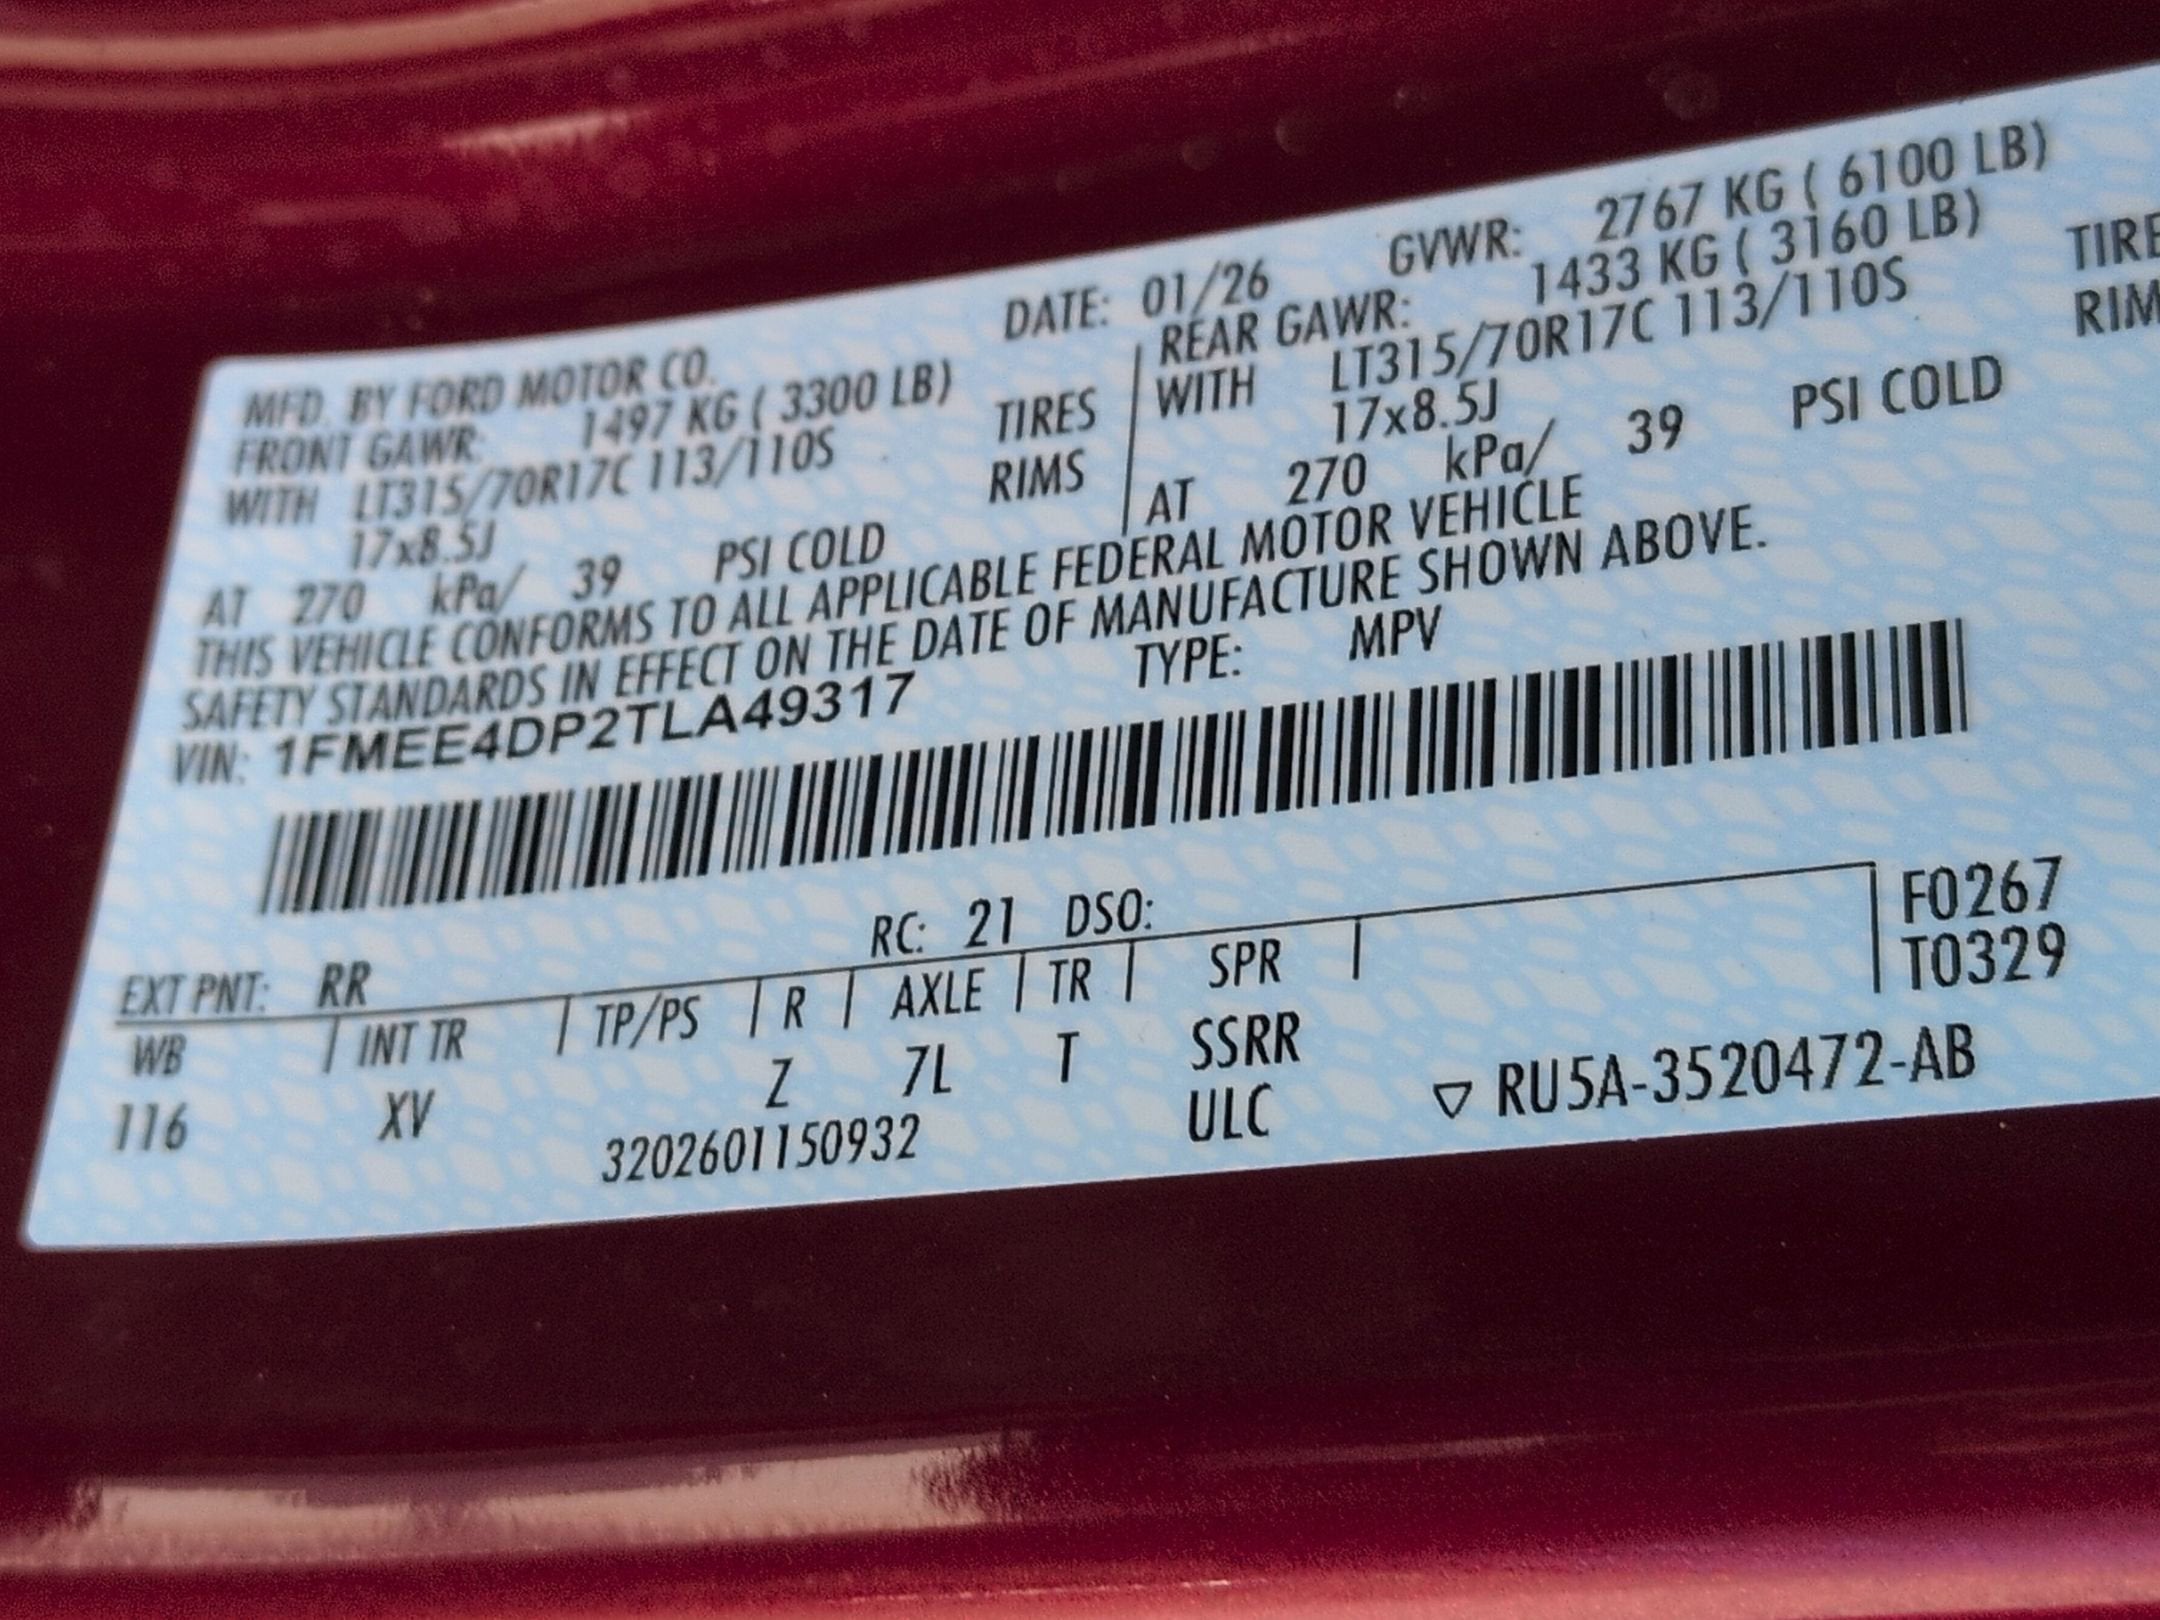 MFD. BY FORD MOTOR CO. DATE: 01/26 GVWR: 2767 KG ( 6100 LB)
FRONT GAWR: 1497 KG ( 3300 LB) REAR GAWR: 1433 KG ( 3160 LB)
WITH LT315/70R17C 113/110S TIRES WITH LT315/70R17C 113/110S TIRE
17x8.5J RIMS 17x8.5J RIM
AT 270 kPa/ 39 PSI COLD AT 270 kPa/ 39 PSI COLD
THIS VEHICLE CONFORMS TO ALL APPLICABLE FEDERAL MOTOR VEHICLE
SAFETY STANDARDS IN EFFECT ON THE DATE OF MANUFACTURE SHOWN ABOVE.
VIN: 1FMEE4DP2TLA49317 TYPE: MPV
EXT PNT: RR RC: 21 DSO: F0267
WB INT TR TP/PS R AXLE TR SPR T0329
116 XV Z 7L T SSRR
3202601150932 ULC ▽ RU5A-3520472-AB